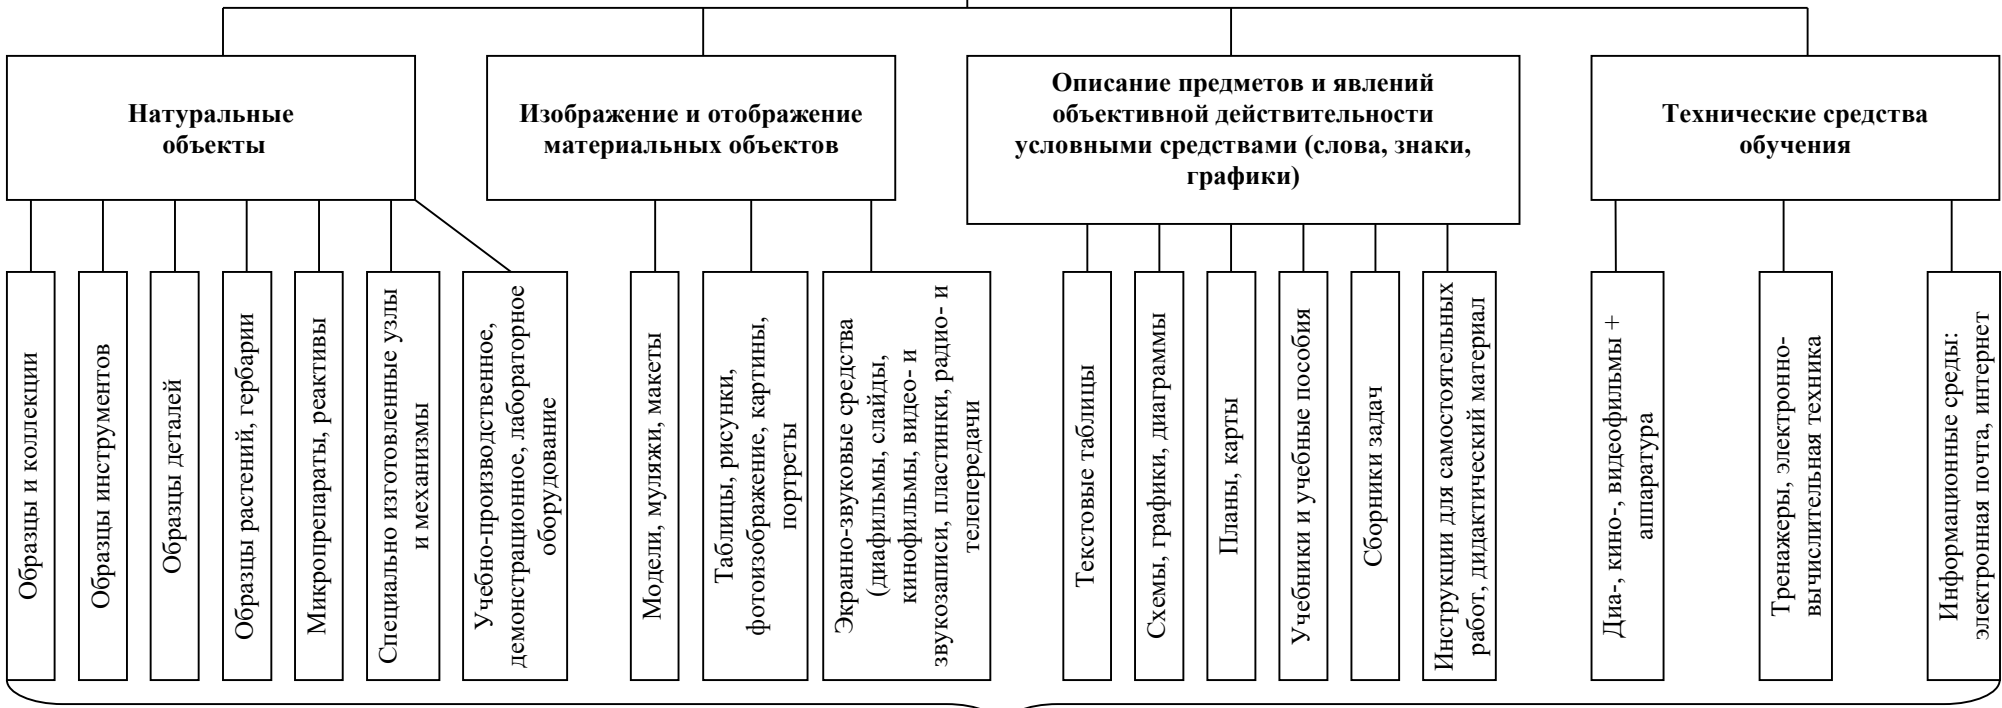 Натуральные
объекты
Изображение и отображение
материальных объектов
Описание предметов и явлений
объективной действительности
условными средствами (слова, знаки,
графики)
Технические средства
обучения
Образцы и коллекции
Образцы инструментов
Образцы деталей
Образцы растений, гербарии
Микропрепараты, реактивы
Специально изготовленные узлы
и механизмы
Учебно-производственное,
демонстрационное, лабораторное
оборудование
Модели, муляжи, макеты
Таблицы, рисунки,
фотоизображение, картины,
портреты
Экранно-звуковые средства
(диафильмы, слайды,
кинофильмы, видео- и
звукозаписи, пластинки, радио- и
телепередачи
Текстовые таблицы
Схемы, графики, диаграммы
Планы, карты
Учебники и учебные пособия
Сборники задач
Инструкции для самостоятельных
работ, дидактический материал
Диа-, кино-, видеофильмы +
аппаратура
Тренажеры, электронно-
вычислительная техника
Информационные среды:
электронная почта, интернет